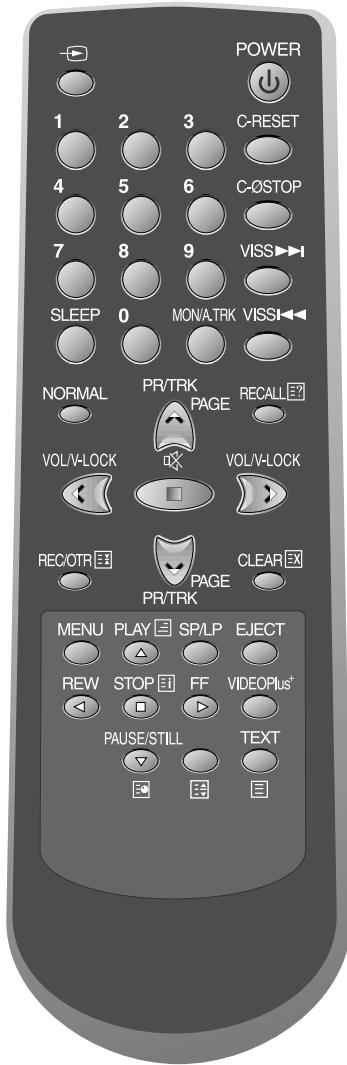 POWER
1 2 3 C-RESET
4 5 6 C-ØSTOP
7 8 9 VISS
SLEEP 0 MON/A.TRK VISS
NORMAL PR/TRK PAGE RECALL
VOL/V-LOCK VOL/V-LOCK
REC/OTR PAGE CLEAR
PR/TRK
MENU PLAY SP/LP EJECT
REW STOP FF VIDEOPlus+
PAUSE/STILL TEXT